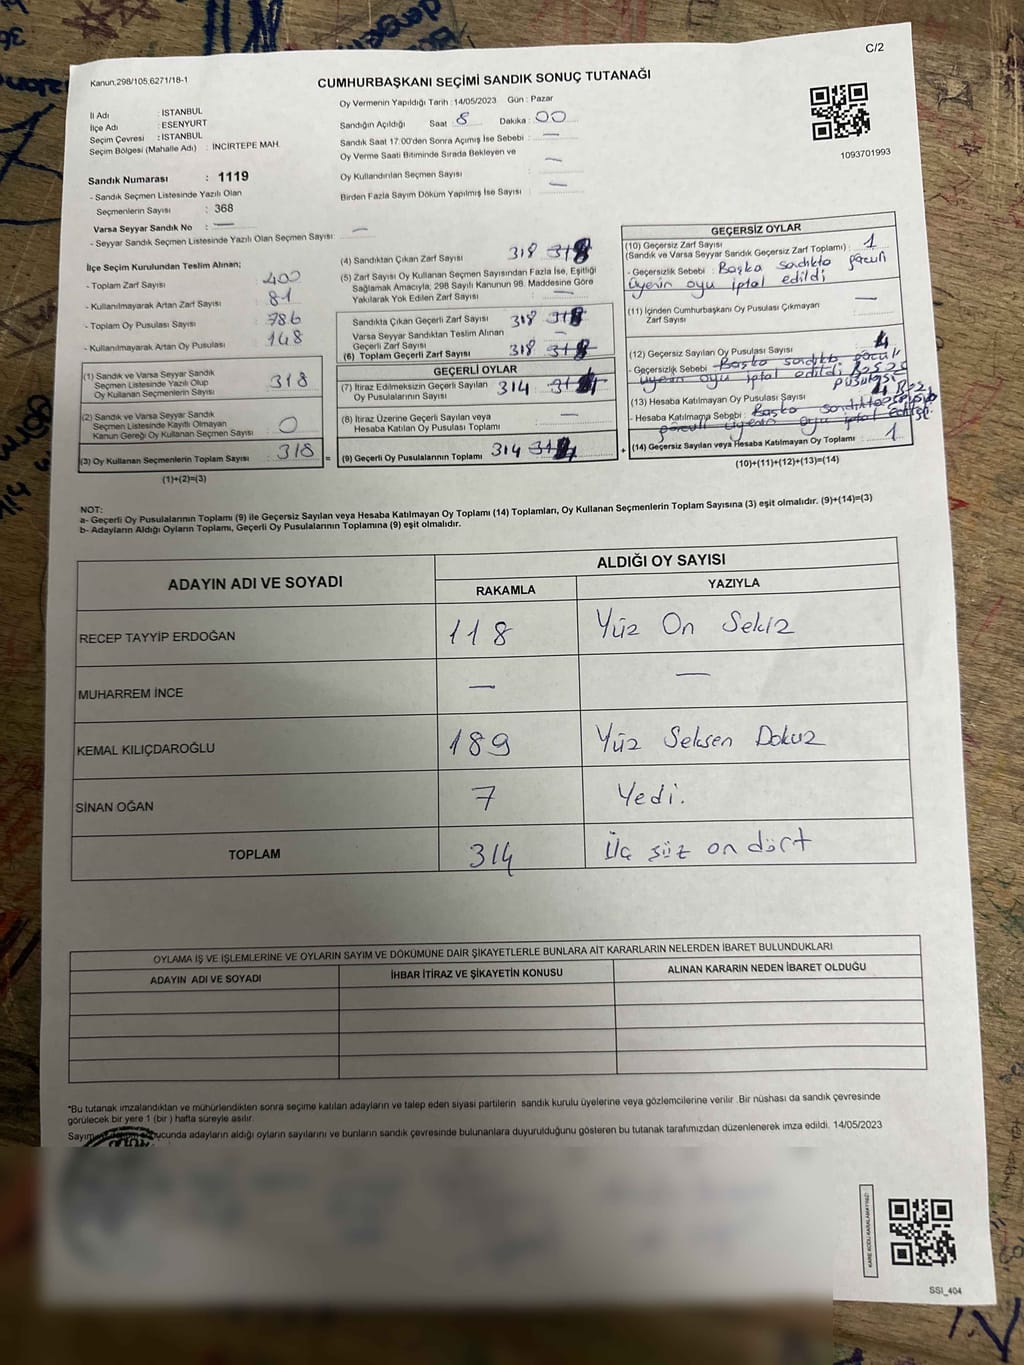 C/2
Kanun,298/105,6271/18-1
CUMHURBAŞKANI SEÇİMİ SANDIK SONUÇ TUTANAĞI
İl Adı : İSTANBUL
İlçe Adı : ESENYURT
Seçim Çevresi : İSTANBUL
Seçim Bölgesi (Mahalle Adı) : İNCİRTEPE MAH.
Sandık Numarası : 1119
- Sandık Seçmen Listesinde Yazılı Olan
Seçmenlerin Sayısı : 368
Varsa Seyyar Sandık No : —
- Seyyar Sandık Seçmen Listesinde Yazılı Olan Seçmen Sayısı: —
Oy Vermenin Yapıldığı Tarih : 14/05/2023 Gün : Pazar
Sandığın Açıldığı Saat : 8 Dakika : 00
Sandık Saat 17:00'den Sonra Açımış İse Sebebi : —
Oy Verme Saati Bitiminde Sırada Bekleyen ve
Oy Kullandırılan Seçmen Sayısı : —
Birden Fazla Sayım Döküm Yapılmış İse Sayısı : —
1093701993
İlçe Seçim Kurulundan Teslim Alınan;
- Toplam Zarf Sayısı : 400
- Kullanılmayarak Artan Zarf Sayısı : 81
- Toplam Oy Pusulası Sayısı : 786
- Kullanılmayarak Artan Oy Pusulası : 148
(1) Sandık ve Varsa Seyyar Sandık
Seçmen Listesinde Yazılı Olup
Oy Kullanan Seçmenlerin Sayısı : 318
(2) Sandık ve Varsa Seyyar Sandık
Seçmen Listesinde Kayıtlı Olmayan
Kanun Gereği Oy Kullanan Seçmen Sayısı : 0
(3) Oy Kullanan Seçmenlerin Toplam Sayısı : 318 =
(1)+(2)=(3)
(4) Sandıktan Çıkan Zarf Sayısı : 318 318
(5) Zarf Sayısı Oy Kullanan Seçmen Sayısından Fazla İse, Eşitliği
Sağlamak Amacıyla, 298 Sayılı Kanunun 98. Maddesine Göre
Yakılarak Yok Edilen Zarf Sayısı : —
Sandıkta Çıkan Geçerli Zarf Sayısı : 318
Varsa Seyyar Sandıktan Teslim Alınan
Geçerli Zarf Sayısı : —
(6) Toplam Geçerli Zarf Sayısı : 318
GEÇERLİ OYLAR
(7) İtiraz Edilmeksizin Geçerli Sayılan
Oy Pusulalarının Sayısı : 314
(8) İtiraz Üzerine Geçerli Sayılan veya
Hesaba Katılan Oy Pusulası Toplamı : —
(9) Geçerli Oy Pusulalarının Toplamı : 314 +
GEÇERSİZ OYLAR
(10) Geçersiz Zarf Sayısı
(Sandık ve Varsa Seyyar Sandık Geçersiz Zarf Toplamı) : 1
- Geçersizlik Sebebi : Başka sandıkta görevli
üyenin oyu iptal edildi
(11) İçinden Cumhurbaşkanı Oy Pusulası Çıkmayan
Zarf Sayısı : —
(12) Geçersiz Sayılan Oy Pusulası Sayısı : 4
- Geçersizlik Sebebi : Başka sandıkta görevli
üyenin oyu iptal edildi
pusulası
(13) Hesaba Katılmayan Oy Pusulası Sayısı :
- Hesaba Katılmama Sebebi : Başka sandıkta
görevli üyenin oyu iptal edildi
(14) Geçersiz Sayılan veya Hesaba Katılmayan Oy Toplamı : 1
(10)+(11)+(12)+(13)=(14)
NOT:
a- Geçerli Oy Pusulalarının Toplamı (9) ile Geçersiz Sayılan veya Hesaba Katılmayan Oy Toplamı (14) Toplamları, Oy Kullanan Seçmenlerin Toplam Sayısına (3) eşit olmalıdır. (9)+(14)=(3)
b- Adayların Aldığı Oyların Toplamı, Geçerli Oy Pusulalarının Toplamına (9) eşit olmalıdır.
ADAYIN ADI VE SOYADI ALDIĞI OY SAYISI
RAKAMLA YAZIYLA
RECEP TAYYİP ERDOĞAN 118 Yüz On Sekiz
MUHARREM İNCE — —
KEMAL KILIÇDAROĞLU 189 Yüz Seksen Dokuz
SİNAN OĞAN 7 Yedi.
TOPLAM 314 Üç yüz on dört
OYLAMA İŞ VE İŞLEMLERİNE VE OYLARIN SAYIM VE DÖKÜMÜNE DAİR ŞİKAYETLERLE BUNLARA AİT KARARLARIN NELERDEN İBARET BULUNDUKLARI
ADAYIN ADI VE SOYADI İHBAR İTİRAZ VE ŞİKAYETİN KONUSU ALINAN KARARIN NEDEN İBARET OLDUĞU
*Bu tutanak imzalandıktan ve mühürlendikten sonra seçime katılan adayların ve talep eden siyasi partilerin sandık kurulu üyelerine veya gözlemcilerine verilir .Bir nüshası da sandık çevresinde
görülecek bir yere 1 (bir ) hafta süreyle asılır.
Sayım sonucunda adayların aldığı oyların sayılarını ve bunların sandık çevresinde bulunanlara duyurulduğunu gösteren bu tutanak tarafımızdan düzenlenerek imza edildi. 14/05/2023
KARE KODU KARALAMAYINIZ!
SSI_404